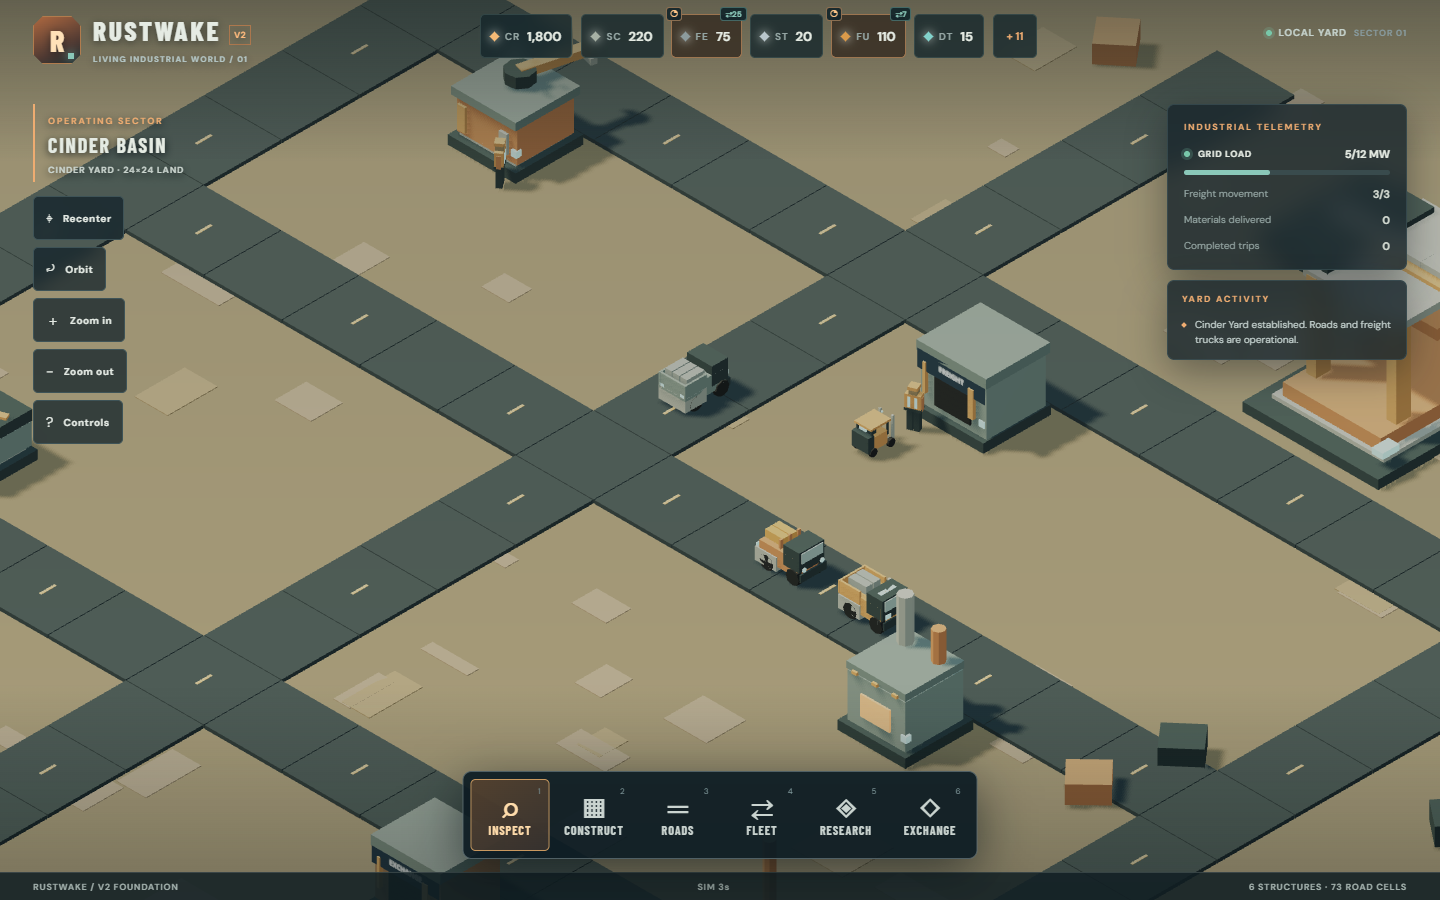 R
RUSTWAKE V2
LIVING INDUSTRIAL WORLD / 01
CR 1,800
SC 220
FE 75
⇄26
ST 20
FU 110
⇄7
DT 15
+ 11
LOCAL YARD SECTOR 01
OPERATING SECTOR
CINDER BASIN
CINDER YARD · 24×24 LAND
Recenter
Orbit
+ Zoom in
− Zoom out
? Controls
INDUSTRIAL TELEMETRY
GRID LOAD 5/12 MW
Freight movement 3/3
Materials delivered 0
Completed trips 0
YARD ACTIVITY
Cinder Yard established. Roads and freight
trucks are operational.
FREIGHT
1 INSPECT
2 CONSTRUCT
3 ROADS
4 FLEET
5 RESEARCH
6 EXCHANGE
RUSTWAKE / V2 FOUNDATION
SIM 3s
6 STRUCTURES · 73 ROAD CELLS